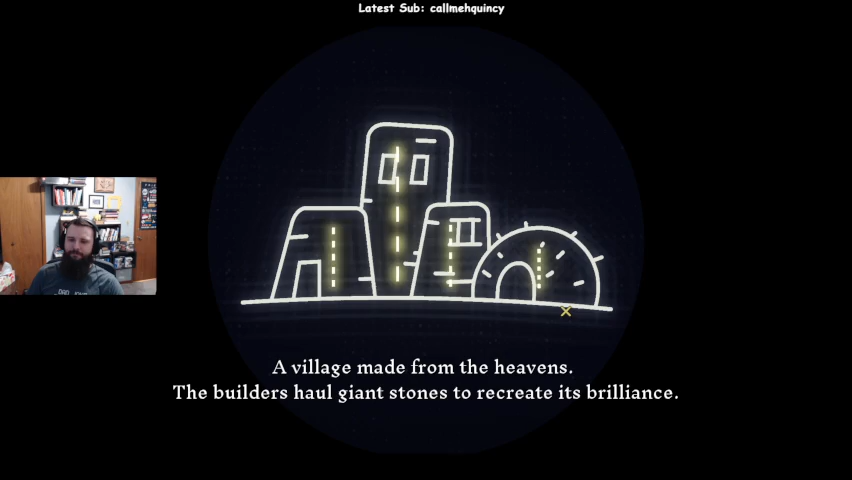 Latest Sub: callmehquincy
A village made from the heavens.
The builders haul giant stones to recreate its brilliance.